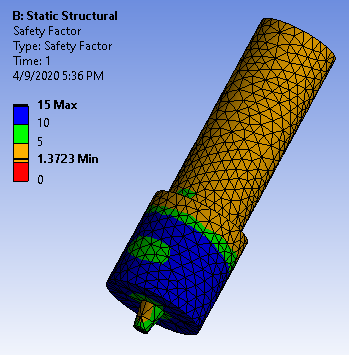 B: Static Structural
Safety Factor
Type: Safety Factor
Time: 1
4/9/2020 5:36 PM
15 Max
10
5
1.3723 Min
0